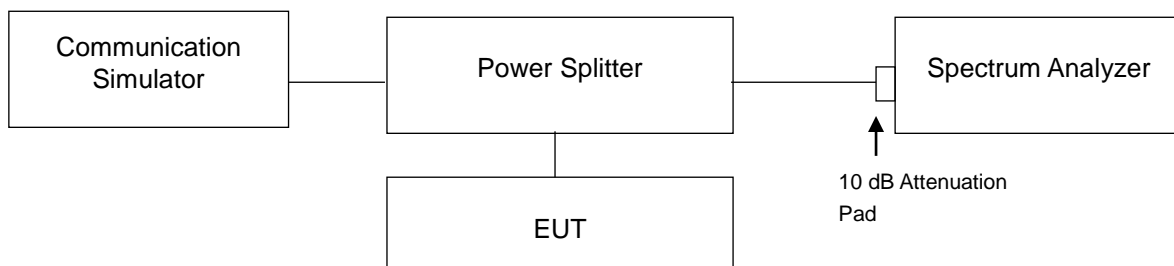 Communication
Simulator
Power Splitter
Spectrum Analyzer
10 dB Attenuation
Pad
EUT